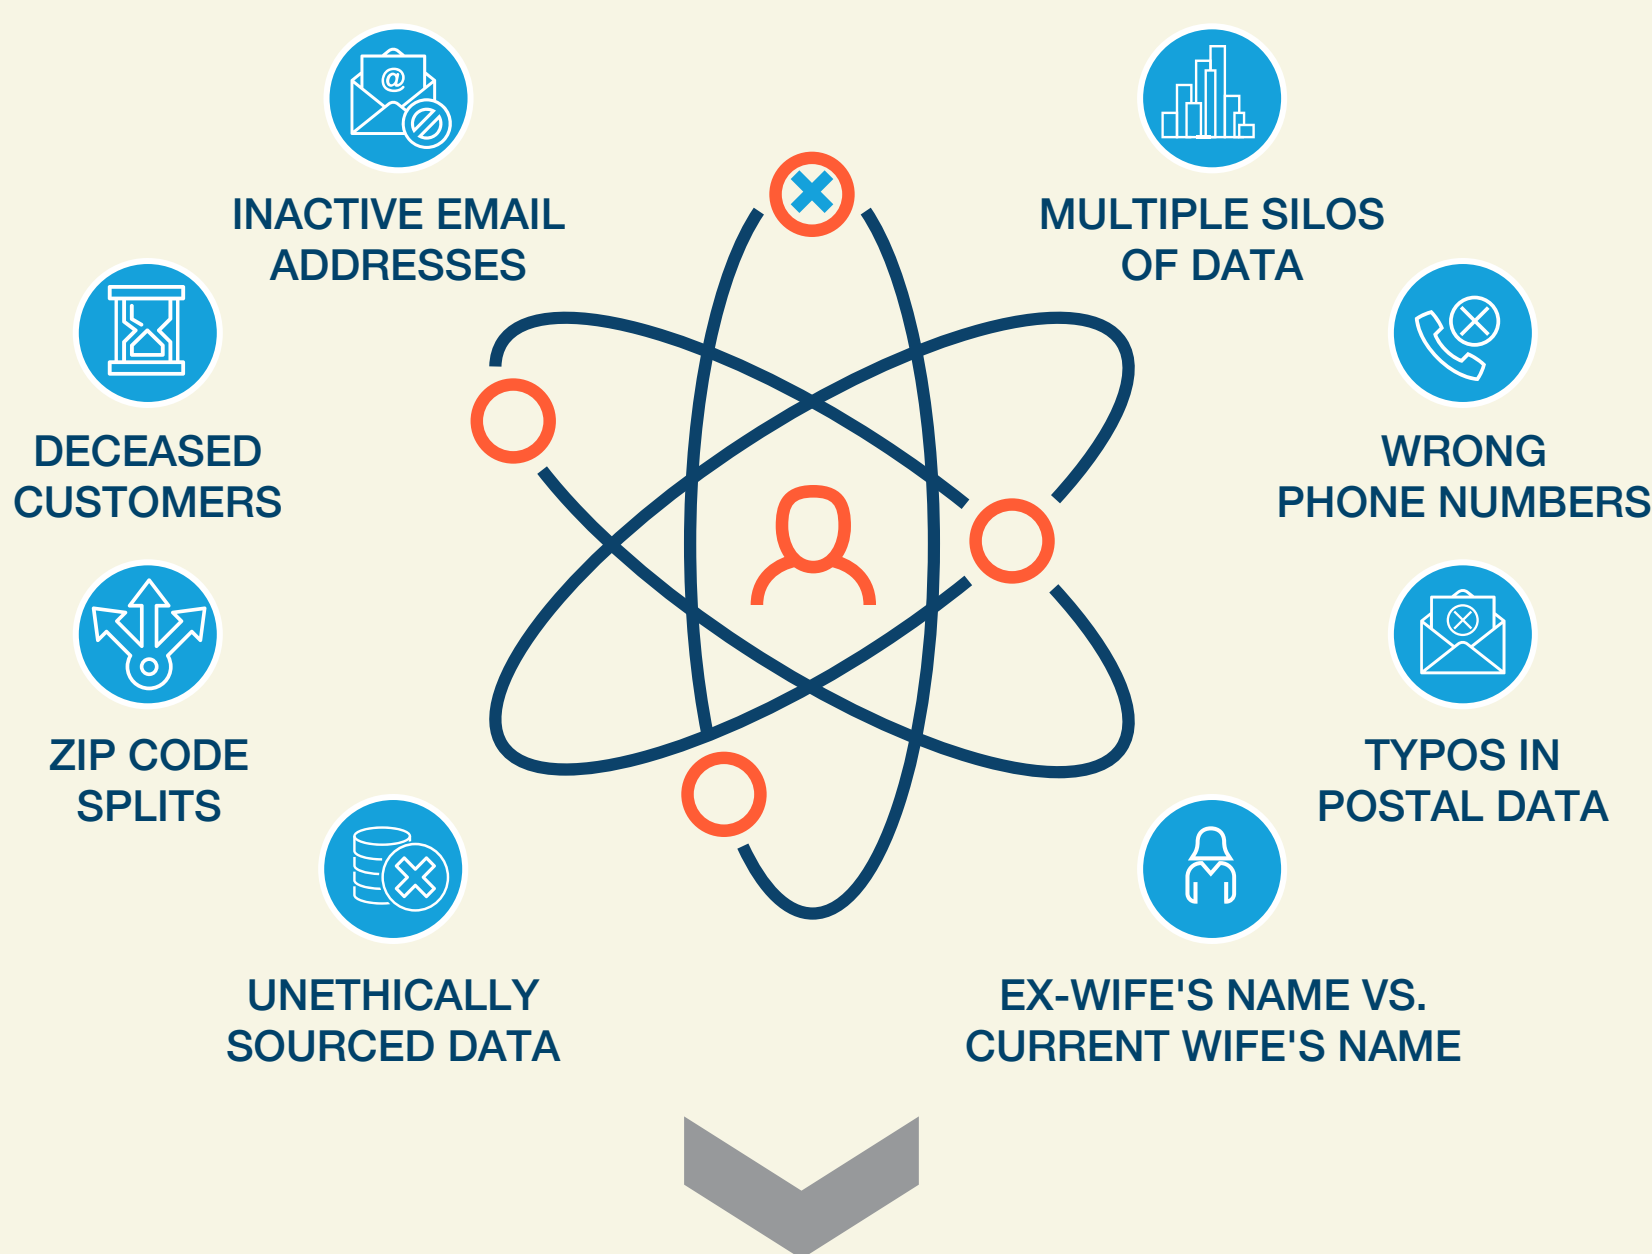 @
INACTIVE EMAIL
ADDRESSES
MULTIPLE SILOS
OF DATA
DECEASED
CUSTOMERS
WRONG
PHONE NUMBERS
ZIP CODE
SPLITS
TYPOS IN
POSTAL DATA
UNETHICALLY
SOURCED DATA
EX-WIFE'S NAME VS.
CURRENT WIFE'S NAME